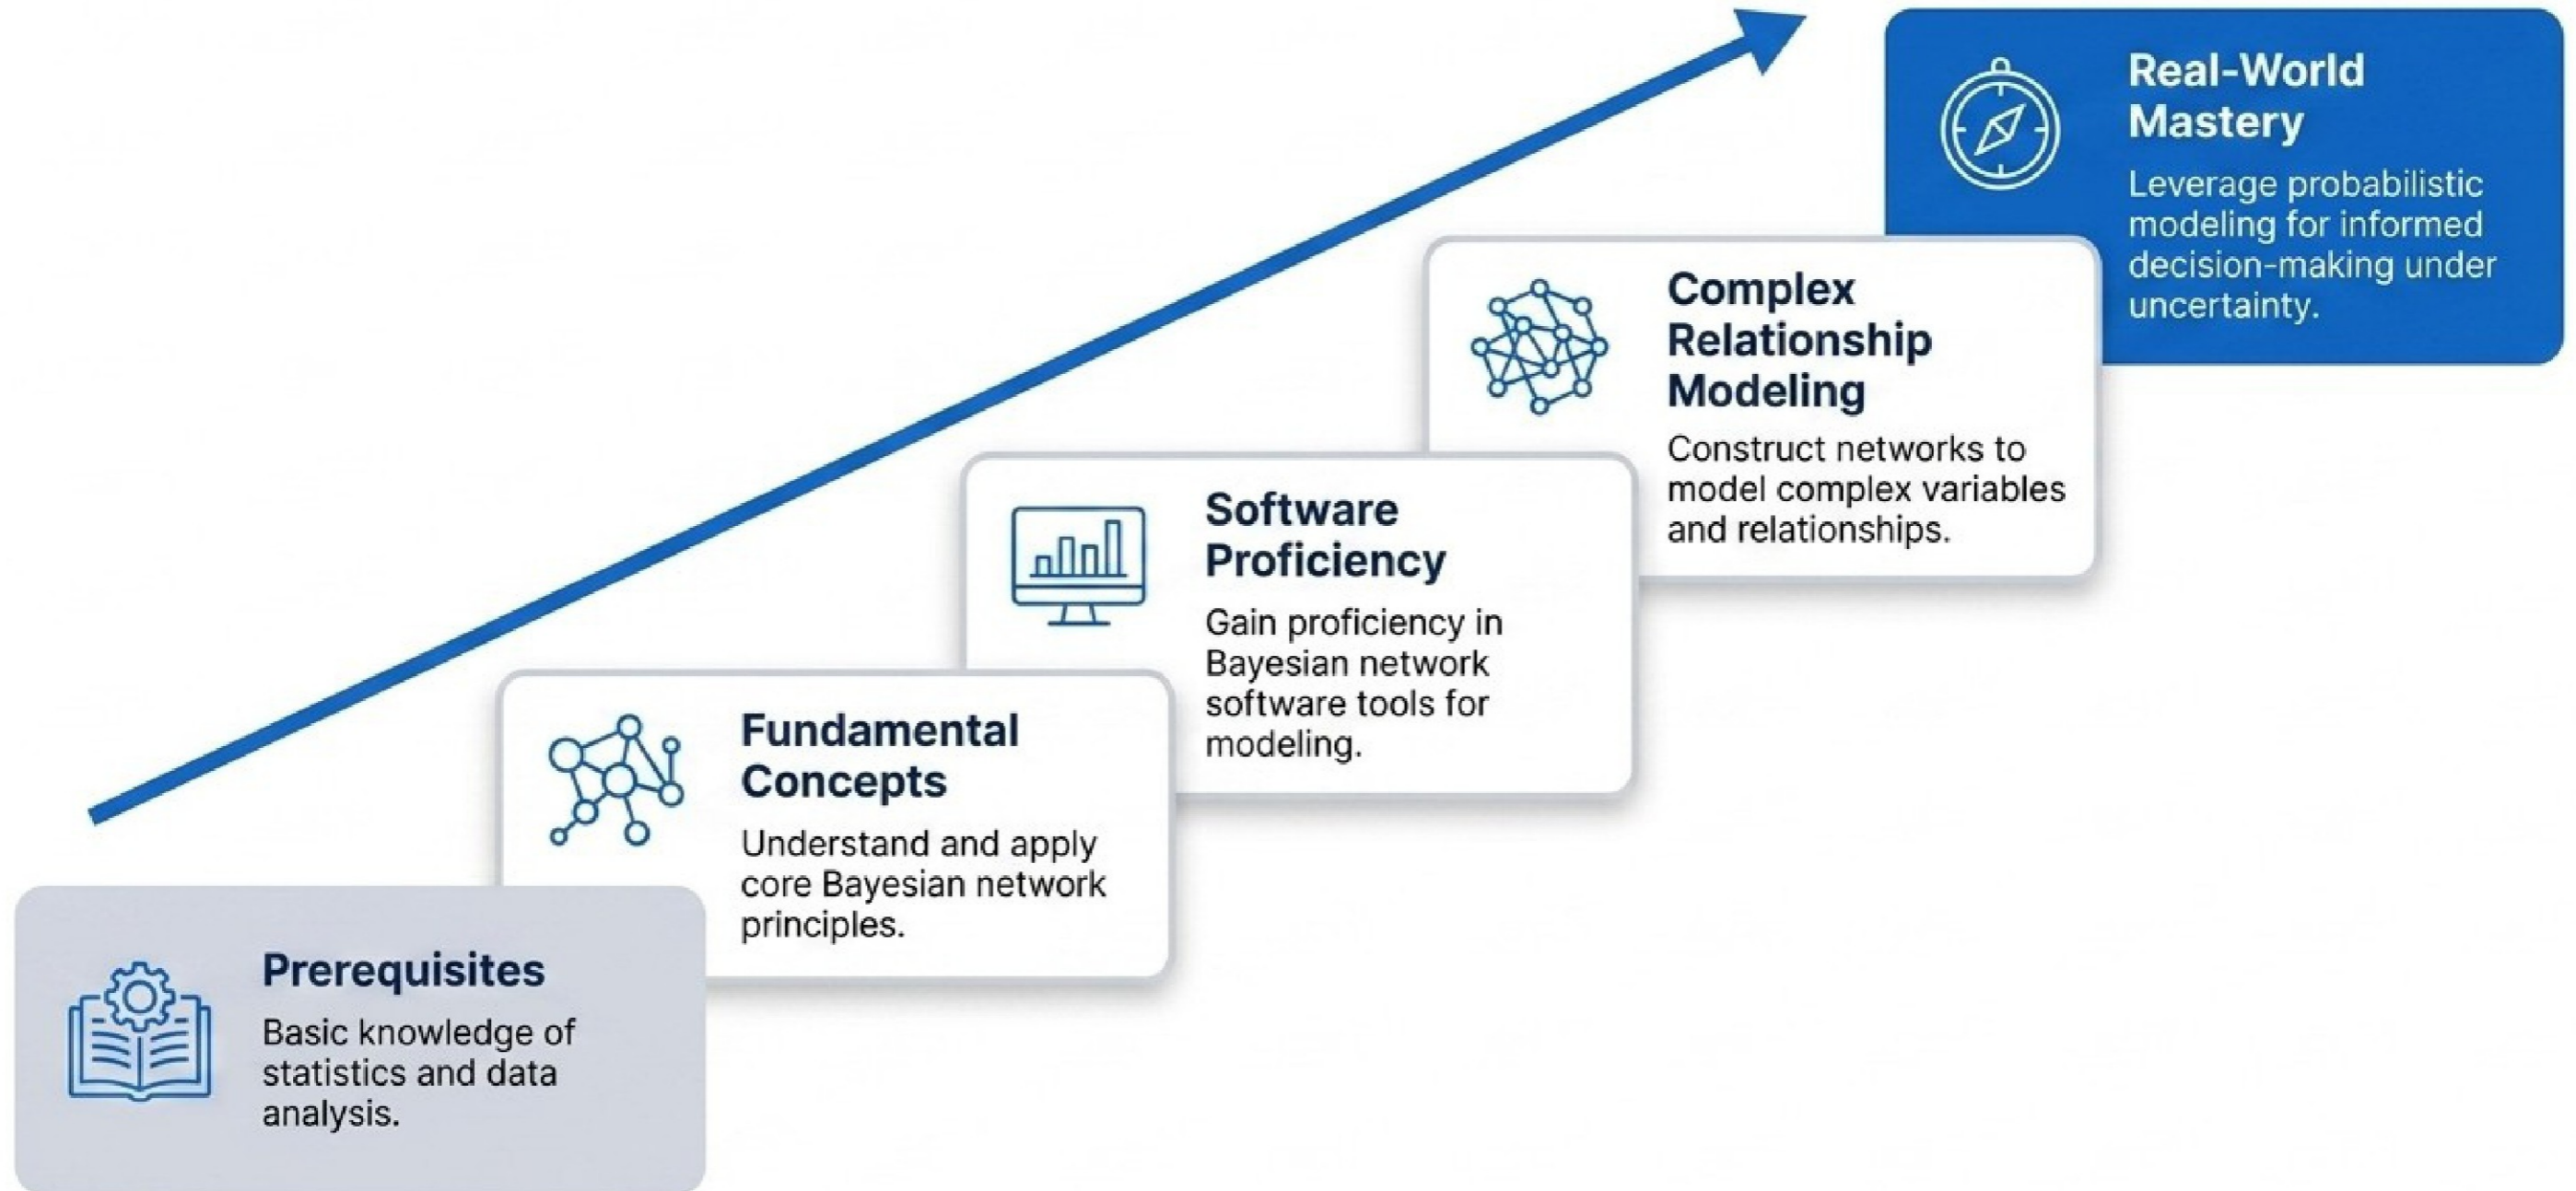 Prerequisites
Basic knowledge of
statistics and data
analysis.
Fundamental
Concepts
Understand and apply
core Bayesian network
principles.
Software
Proficiency
Gain proficiency in
Bayesian network
software tools for
modeling.
Complex
Relationship
Modeling
Construct networks to
model complex variables
and relationships.
Real-World
Mastery
Leverage probabilistic
modeling for informed
decision-making under
uncertainty.